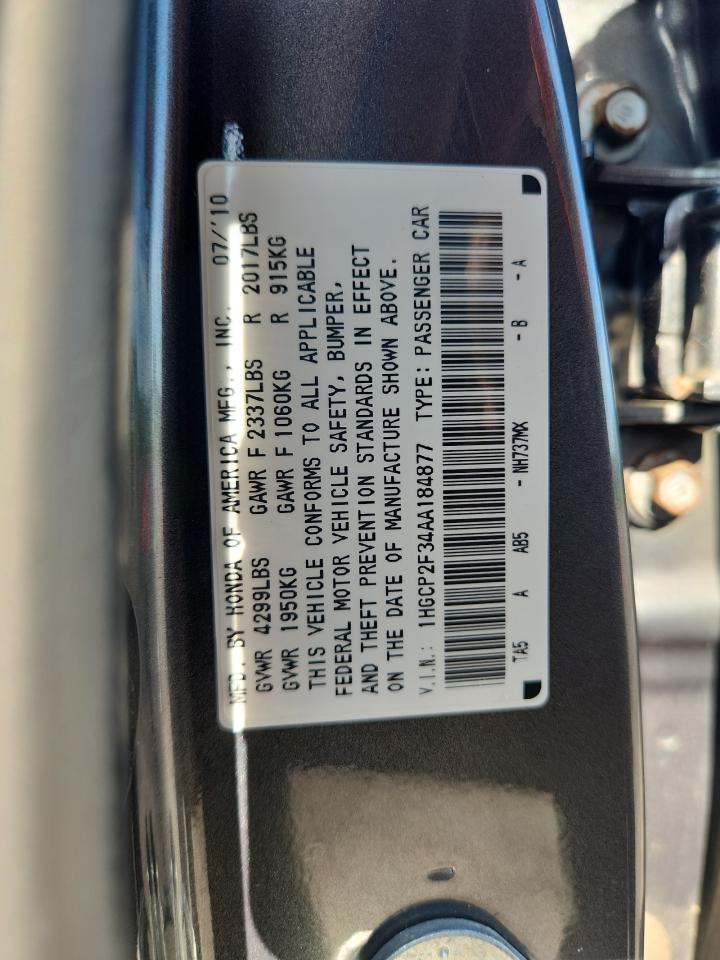 MFD. BY HONDA OF AMERICA MFG., INC. 07/'10
GVWR 4299LBS GAWR F 2337LBS R 2017LBS
GVWR 1950KG GAWR F 1060KG R 915KG
THIS VEHICLE CONFORMS TO ALL APPLICABLE
FEDERAL MOTOR VEHICLE SAFETY, BUMPER,
AND THEFT PREVENTION STANDARDS IN EFFECT
ON THE DATE OF MANUFACTURE SHOWN ABOVE.
V.I.N.: 1HGCP2F34AA184877 TYPE: PASSENGER CAR
TA5 A AB5 - NH737MX - B - A